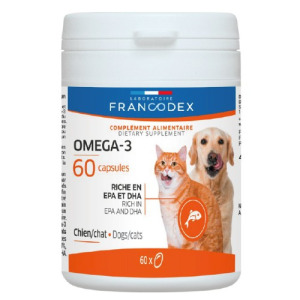 LABORATOIRE
FRANCODEX
COMPLÉMENT ALIMENTAIRE
DIETARY SUPPLEMENT
OMEGA-3
60 capsules
RICHE EN
EPA ET DHA
RICH IN
EPA AND DHA
Chien/chat • Dogs/cats
60 x